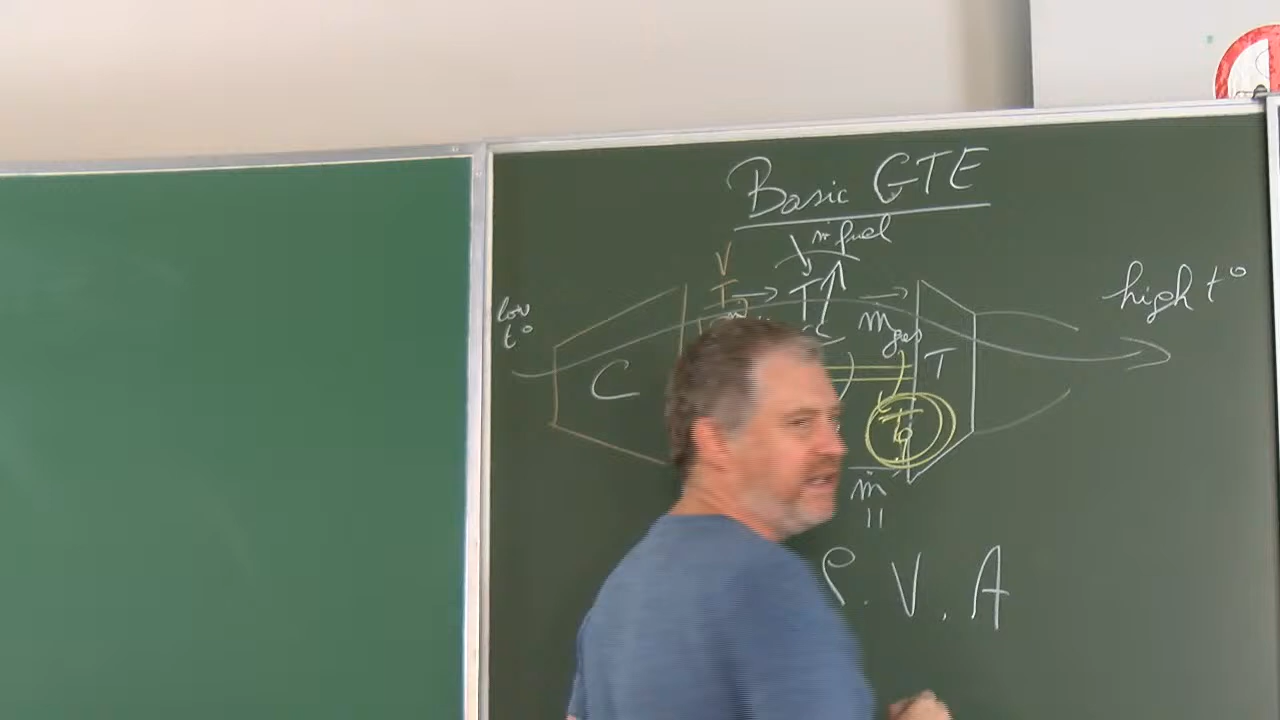 Basic GTE
ṁ fuel
low t°
V
T
T
high t°
ṁ gas
C
T
T
ṁ
||
ρ . V . A